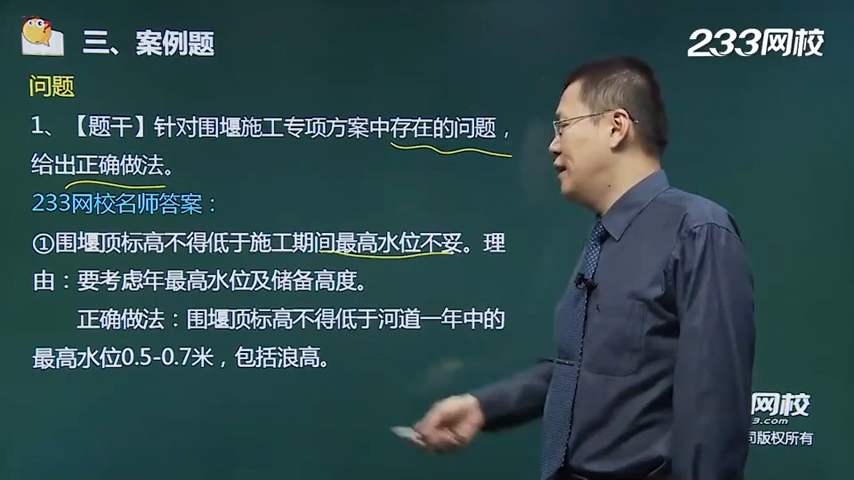 三、案例题
233网校
问题
1、【题干】针对围堰施工专项方案中存在的问题，
给出正确做法。
233网校名师答案：
①围堰顶标高不得低于施工期间最高水位不妥。理
由：要考虑年最高水位及储备高度。
正确做法：围堰顶标高不得低于河道一年中的
最高水位0.5-0.7米，包括浪高。
网校
3.com
司版权所有